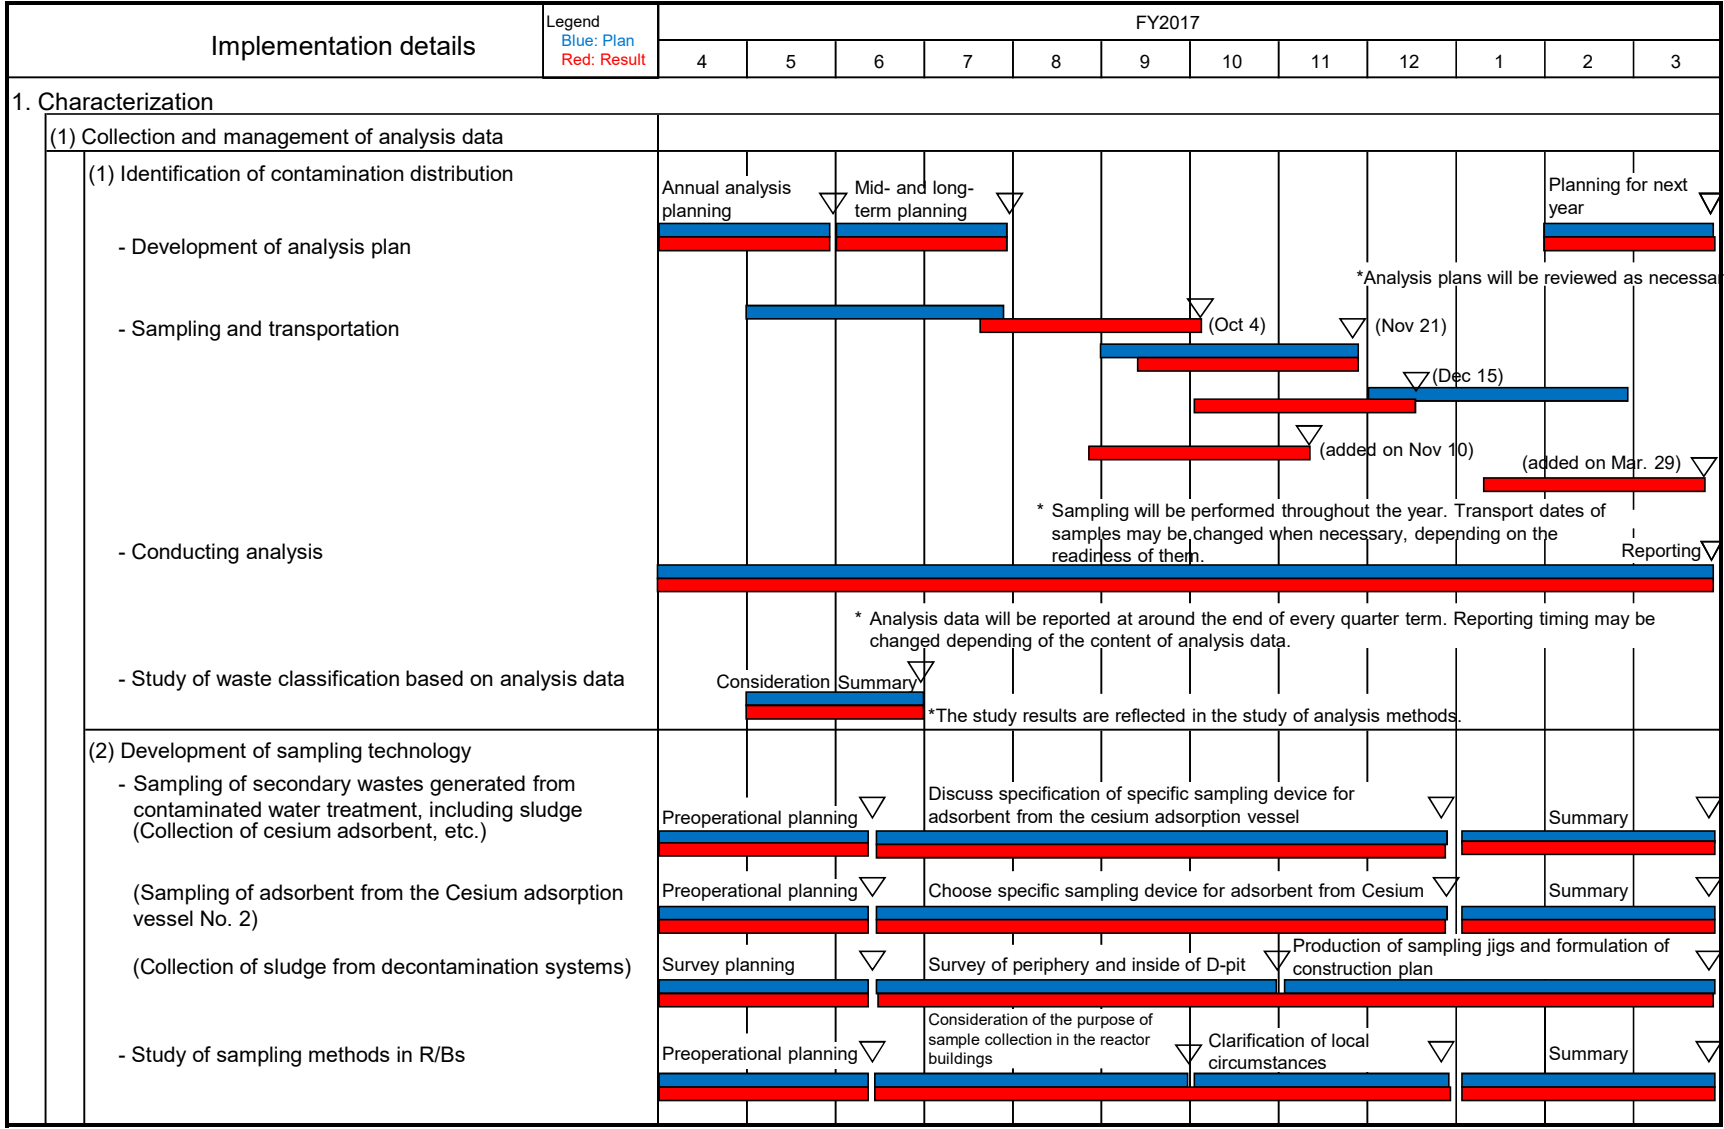 Implementation details
Legend
Blue: Plan
Red: Result
FY2017
4 5 6 7 8 9 10 11 12 1 2 3
1. Characterization
(1) Collection and management of analysis data
(1) Identification of contamination distribution
Annual analysis
planning
Mid- and long-
term planning
Planning for next
year
- Development of analysis plan
*Analysis plans will be reviewed as necessar
- Sampling and transportation
(Oct 4)
(Nov 21)
(Dec 15)
(added on Nov 10)
(added on Mar. 29)
* Sampling will be performed throughout the year. Transport dates of
samples may be changed when necessary, depending on the
readiness of them.
- Conducting analysis
Reporting
* Analysis data will be reported at around the end of every quarter term. Reporting timing may be
changed depending of the content of analysis data.
- Study of waste classification based on analysis data
Consideration Summary
*The study results are reflected in the study of analysis methods.
(2) Development of sampling technology
- Sampling of secondary wastes generated from
contaminated water treatment, including sludge
(Collection of cesium adsorbent, etc.)
Preoperational planning
Discuss specification of specific sampling device for
adsorbent from the cesium adsorption vessel
Summary
(Sampling of adsorbent from the Cesium adsorption
vessel No. 2)
Preoperational planning
Choose specific sampling device for adsorbent from Cesium
Summary
(Collection of sludge from decontamination systems)
Survey planning
Survey of periphery and inside of D-pit
Production of sampling jigs and formulation of
construction plan
- Study of sampling methods in R/Bs
Preoperational planning
Consideration of the purpose of
sample collection in the reactor
buildings
Clarification of local
circumstances
Summary